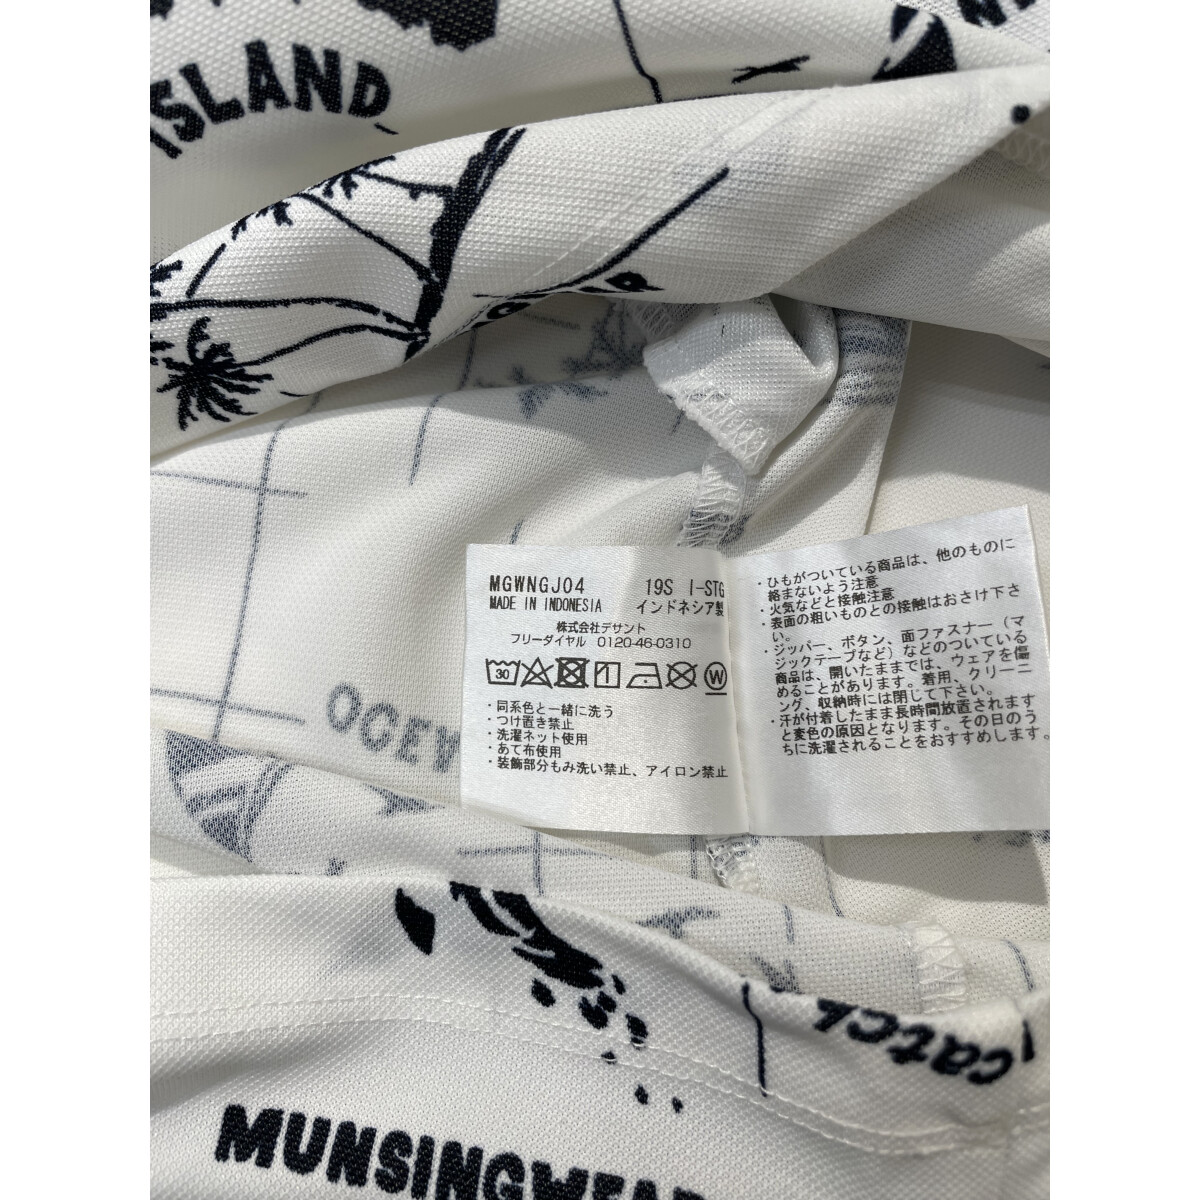 ISLAND
MGWNGJ04 19S I-STG
MADE IN INDONESIA インドネシア製
株式会社デサント
フリーダイヤル 0120-46-0310
30
W
・同系色と一緒に洗う
・つけ置き禁止
・洗濯ネット使用
・あて布使用
・装飾部分もみ洗い禁止、アイロン禁止
・ひもがついている商品は、他のものに
絡まないよう注意
・火気などと接触注意
・表面の粗いものとの接触はおさけ下さ
い。
・ジッパー、ボタン、面ファスナー（マ
ジックテープなど）などのついている
商品は、開いたままでは、ウェアを傷
めることがあります。着用、クリーニ
ング、収納時には閉じて下さい。
・汗が付着したまま長時間放置されます
と変色の原因となります。その日のう
ちに洗濯されることをおすすめします。
OCEA
catch
MUNSINGWEAR